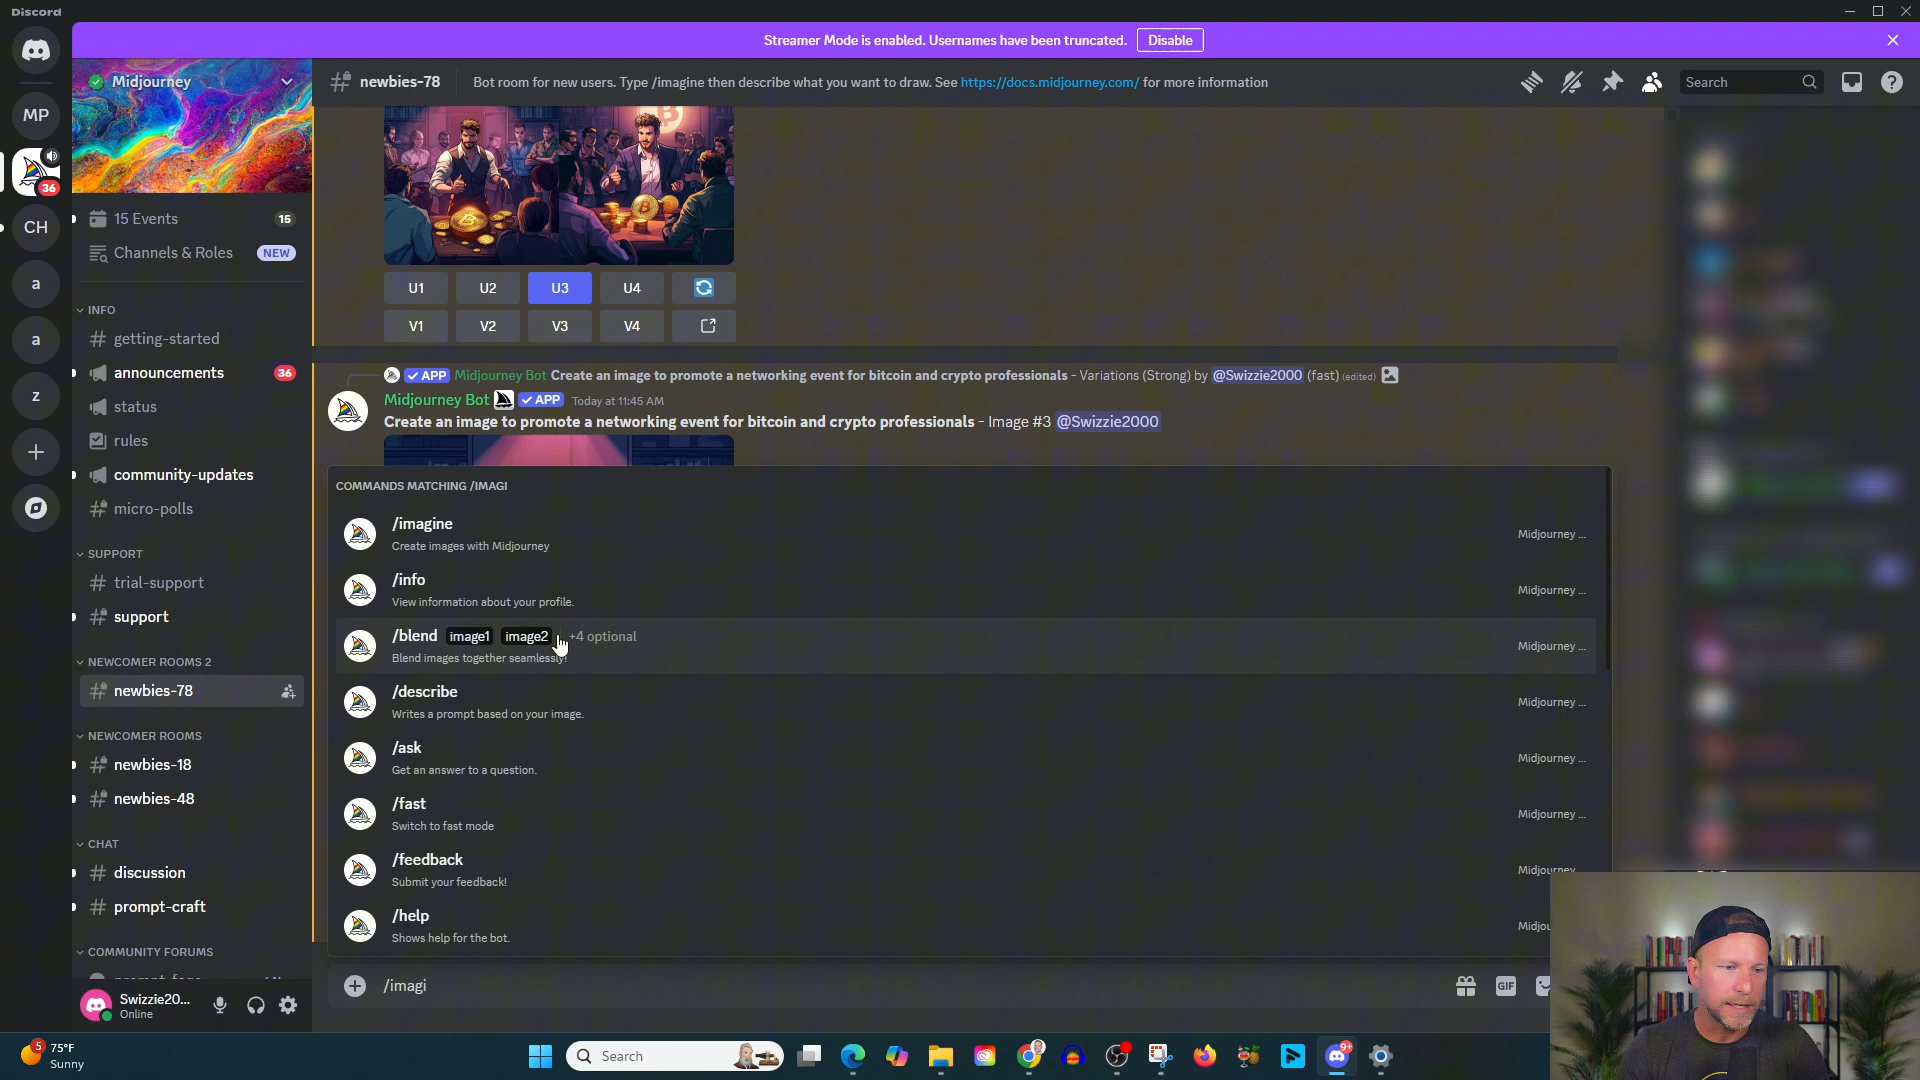 Discord
Streamer Mode is enabled. Usernames have been truncated. Disable
MP
36
CH
a
a
z
Midjourney
15 Events 15
Channels & Roles NEW
INFO
getting-started
announcements 36
status
rules
community-updates
micro-polls
SUPPORT
trial-support
support
NEWCOMER ROOMS 2
newbies-78
NEWCOMER ROOMS
newbies-18
newbies-48
CHAT
discussion
prompt-craft
COMMUNITY FORUMS
Swizzie20...
Online
newbies-78 Bot room for new users. Type /imagine then describe what you want to draw. See https://docs.midjourney.com/ for more information
Search
U1 U2 U3 U4
V1 V2 V3 V4
APP Midjourney Bot Create an image to promote a networking event for bitcoin and crypto professionals - Variations (Strong) by @Swizzie2000 (fast) (edited)
Midjourney Bot APP Today at 11:45 AM
Create an image to promote a networking event for bitcoin and crypto professionals - Image #3 @Swizzie2000
COMMANDS MATCHING /IMAGI
/imagine
Create images with Midjourney
Midjourney ...
/info
View information about your profile.
Midjourney ...
/blend image1 image2 +4 optional
Blend images together seamlessly!
Midjourney ...
/describe
Writes a prompt based on your image.
Midjourney ...
/ask
Get an answer to a question.
Midjourney ...
/fast
Switch to fast mode
Midjourney ...
/feedback
Submit your feedback!
Midjourney
/help
Shows help for the bot.
Midjou
/imagi
GIF
5
75°F
Sunny
Search
9+